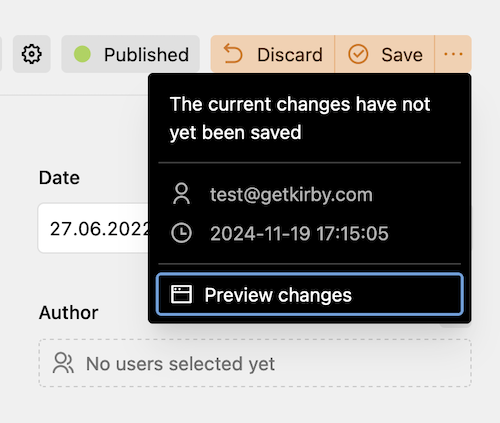 Published
Discard
Save
The current changes have not
yet been saved
Date
test@getkirby.com
27.06.2022
2024-11-19 17:15:05
Preview changes
Author
No users selected yet